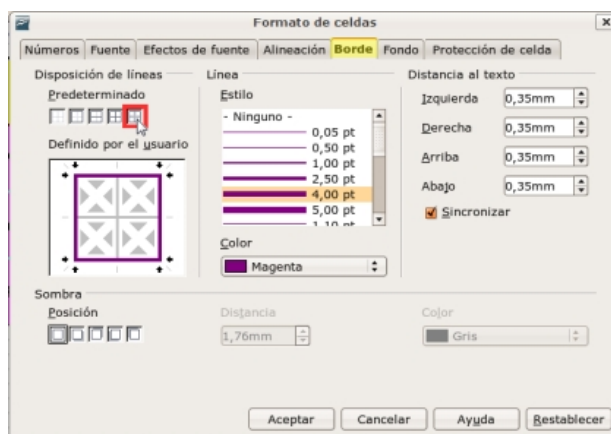 Formato de celdas
Números Fuente Efectos de fuente Alineación Borde Fondo Protección de celda
Disposición de líneas
Predeterminado
Definido por el usuario
Línea
Estilo
- Ninguno -
0,05 pt
0,50 pt
1,00 pt
2,50 pt
4,00 pt
5,00 pt
1,10 pt
Color
Magenta
Distancia al texto
Izquierda 0,35mm
Derecha 0,35mm
Arriba 0,35mm
Abajo 0,35mm
Sincronizar
Sombra
Posición
Distancia
1,76mm
Color
Gris
Aceptar Cancelar Ayuda Restablecer